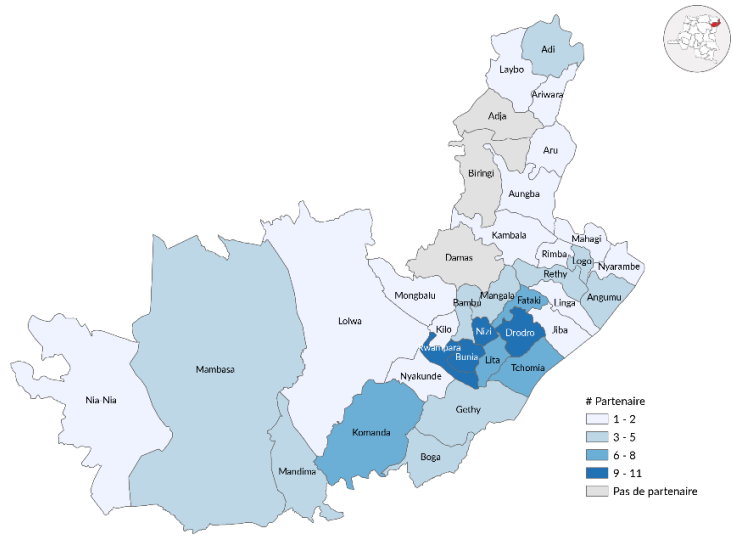 Adi
Laybo
Ariwara
Adja
Aru
Biringi
Aungba
Kambala
Mahagi
Rimba
Logo
Nyarambe
Damas
Rethy
Mongbalu
Bambu
Mangala
Fataki
Linga
Angumu
Lolwa
Kilo
Nizi
Drodro
Jiba
Rwampara
Bunia
Lita
Tchomia
Mambasa
Nyakunde
Nia-Nia
Gethy
Komanda
Boga
Mandima
# Partenaire
1 - 2
3 - 5
6 - 8
9 - 11
Pas de partenaire